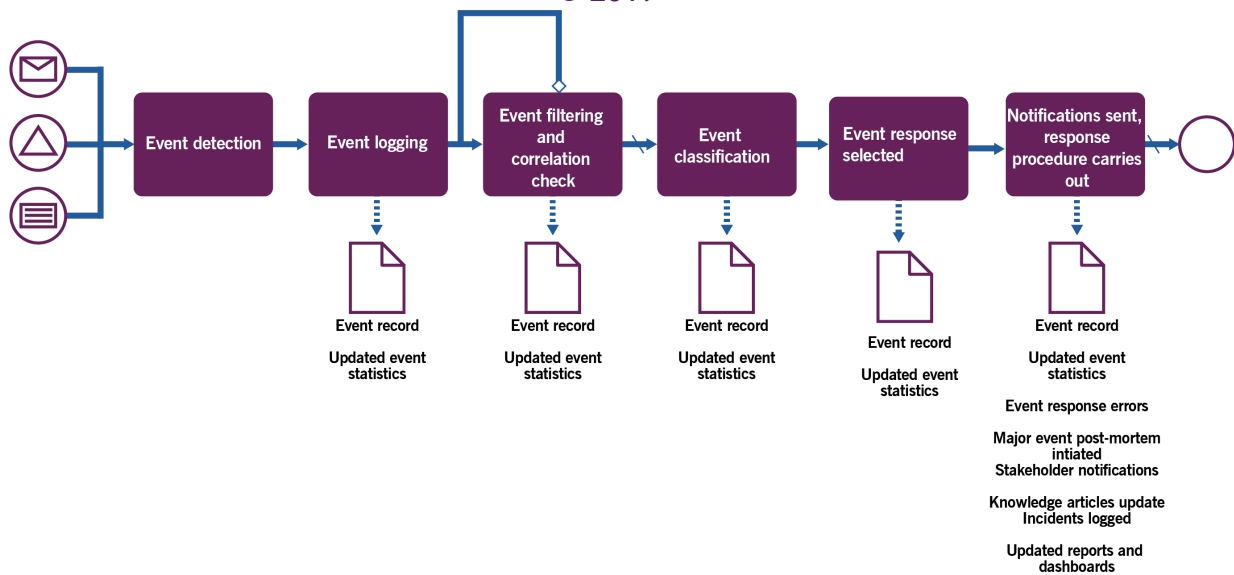 Event detection
Event logging
Event filtering
and
correlation
check
Event
classification
Event response
selected
Notifications sent,
response
procedure carries
out
Event record
Updated event
statistics
Event record
Updated event
statistics
Event record
Updated event
statistics
Event record
Updated event
statistics
Event record
Updated event
statistics
Event response errors
Major event post-mortem
intiated
Stakeholder notifications
Knowledge articles update
Incidents logged
Updated reports and
dashboards